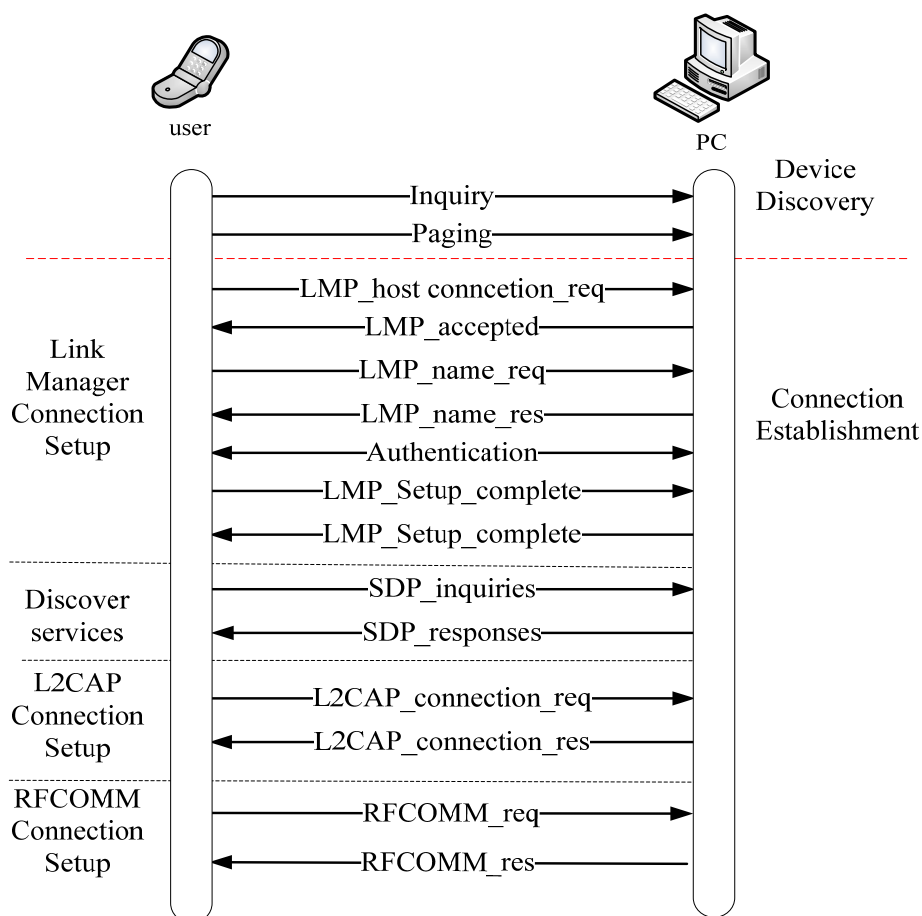 user
PC
Device
Discovery
Inquiry
Paging
LMP_host conncetion_req
LMP_accepted
Link
Manager
Connection
Setup
LMP_name_req
LMP_name_res
Connection
Establishment
Authentication
LMP_Setup_complete
LMP_Setup_complete
Discover
services
SDP_inquiries
SDP_responses
L2CAP
Connection
Setup
L2CAP_connection_req
L2CAP_connection_res
RFCOMM
Connection
Setup
RFCOMM_req
RFCOMM_res